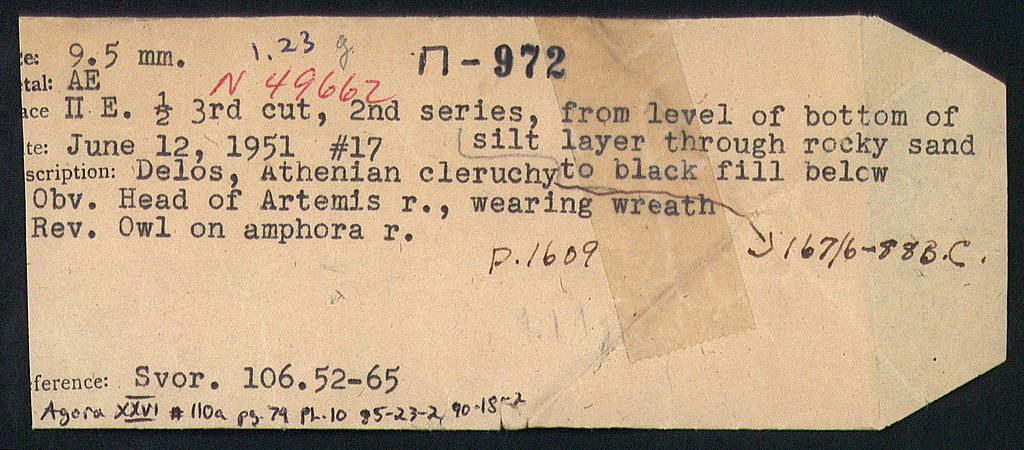 e: 9.5 mm. 1.23 g Π-972
tal: AE N 49662
ace Π E. ½ 3rd cut, 2nd series, from level of bottom of
te: June 12, 1951 #17 silt layer through rocky sand
scription: Delos, Athenian cleruchy to black fill below
Obv. Head of Artemis r., wearing wreath
Rev. Owl on amphora r.
p.1609 167/6-88B.C.
ference: Svor. 106.52-65
Agora XXVI #110a pg.79 Pl.10 85-23-2, 90-18-2